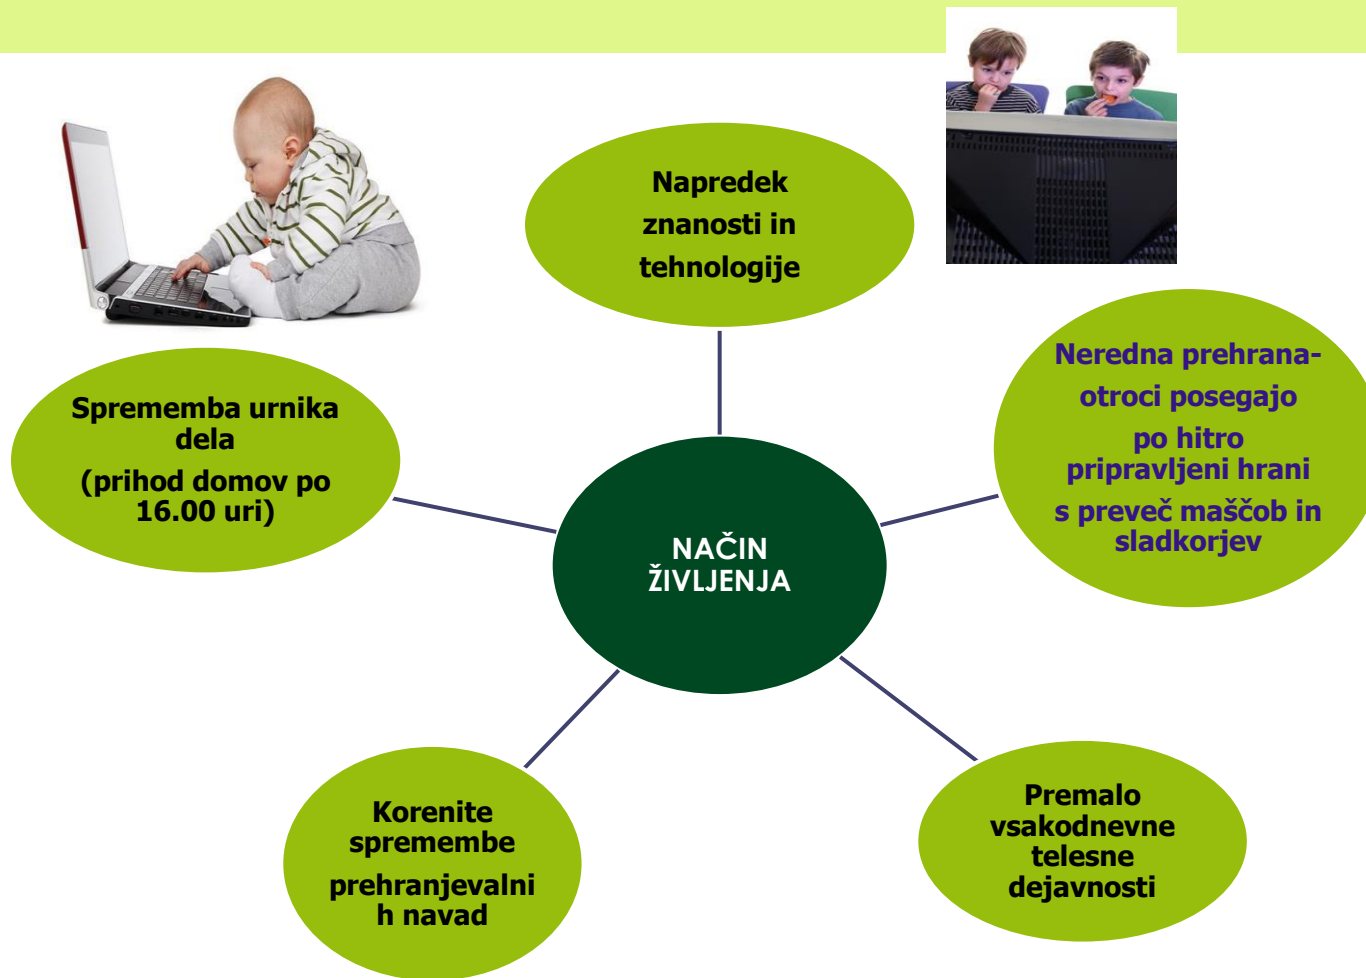 Napredek
znanosti in
tehnologije
Neredna prehrana-
otroci posegajo
po hitro
pripravljeni hrani
s preveč maščob in
sladkorjev
Sprememba urnika
dela
(prihod domov po
16.00 uri)
NAČIN
ŽIVLJENJA
Korenite
spremembe
prehranjevalni
h navad
Premalo
vsakodnevne
telesne
dejavnosti